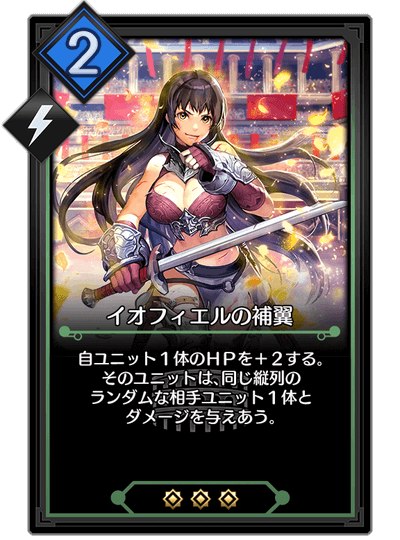 2
イオフィエルの補翼
自ユニット1体のHPを+2する。
そのユニットは、同じ縦列の
ランダムな相手ユニット1体と
ダメージを与えあう。